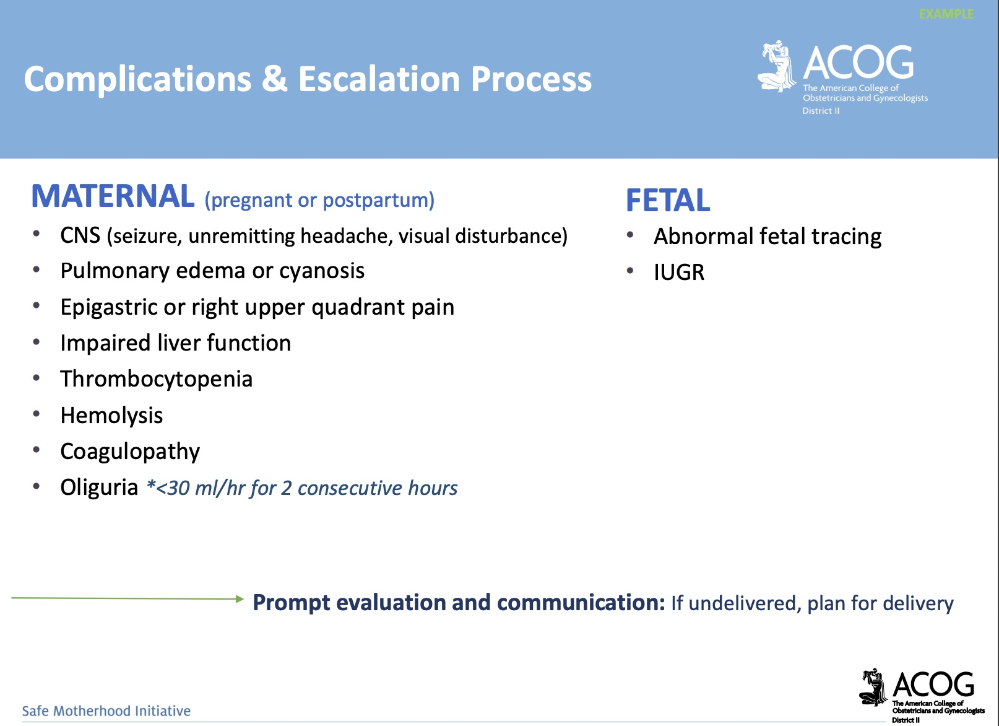 EXAMPLE
Complications & Escalation Process
ACOG
The American College of
Obstetricians and Gynecologists
District II
MATERNAL (pregnant or postpartum)
• CNS (seizure, unremitting headache, visual disturbance)
• Pulmonary edema or cyanosis
• Epigastric or right upper quadrant pain
• Impaired liver function
• Thrombocytopenia
• Hemolysis
• Coagulopathy
• Oliguria *<30 ml/hr for 2 consecutive hours
FETAL
• Abnormal fetal tracing
• IUGR
Prompt evaluation and communication: If undelivered, plan for delivery
Safe Motherhood Initiative
ACOG
The American College of
Obstetricians and Gynecologists
District II